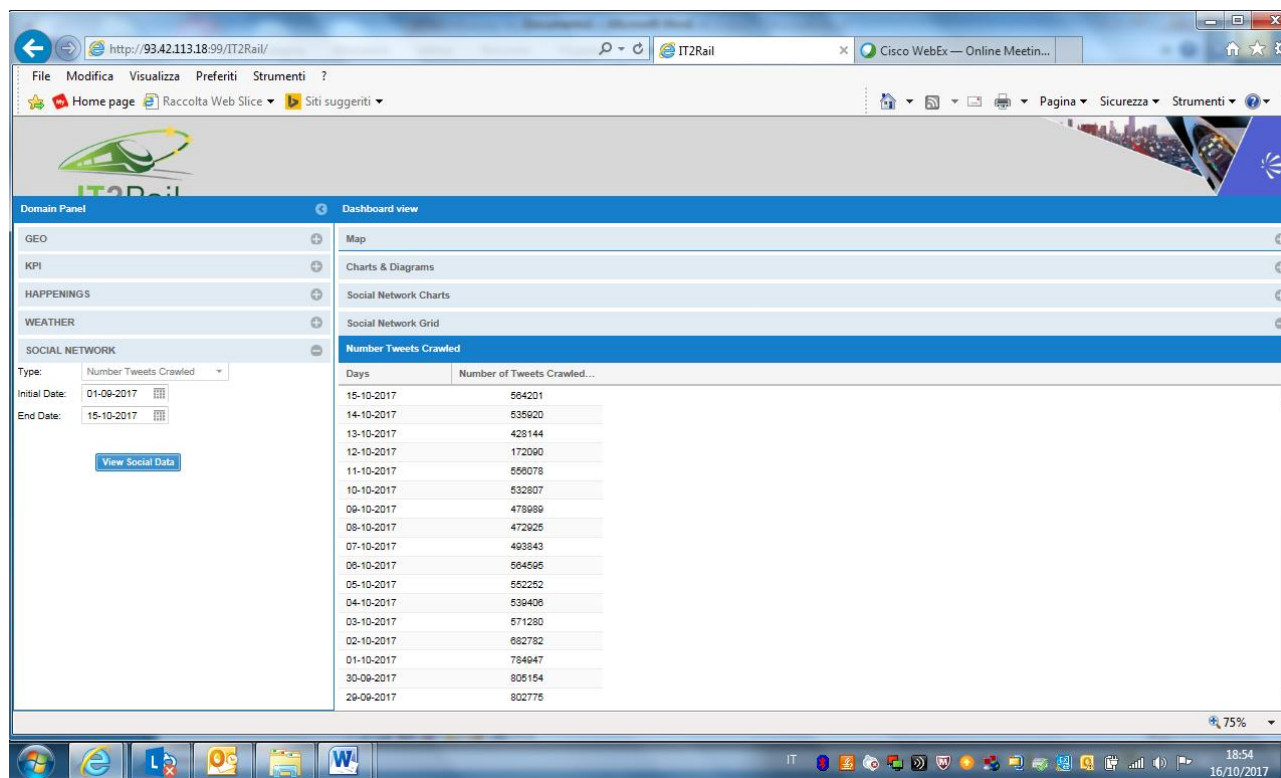 Documento1 - Microsoft Word
http://93.42.113.18:99/IT2Rail/
IT2Rail
Cisco WebEx — Online Meetin...
File Modifica Visualizza Preferiti Strumenti ?
Home page Raccolta Web Slice Siti suggeriti
Pagina Sicurezza Strumenti
IT2Rail
Domain Panel
Dashboard view
GEO
Map
KPI
Charts & Diagrams
HAPPENINGS
Social Network Charts
WEATHER
Social Network Grid
SOCIAL NETWORK
Number Tweets Crawled
Type: Number Tweets Crawled
Initial Date: 01-09-2017
End Date: 15-10-2017
View Social Data
Days Number of Tweets Crawled...
15-10-2017 564201
14-10-2017 535920
13-10-2017 428144
12-10-2017 172090
11-10-2017 556078
10-10-2017 532807
09-10-2017 478989
08-10-2017 472925
07-10-2017 493843
06-10-2017 564595
05-10-2017 552252
04-10-2017 539406
03-10-2017 571280
02-10-2017 682782
01-10-2017 784947
30-09-2017 805154
29-09-2017 802775
75%
IT
18:54
16/10/2017